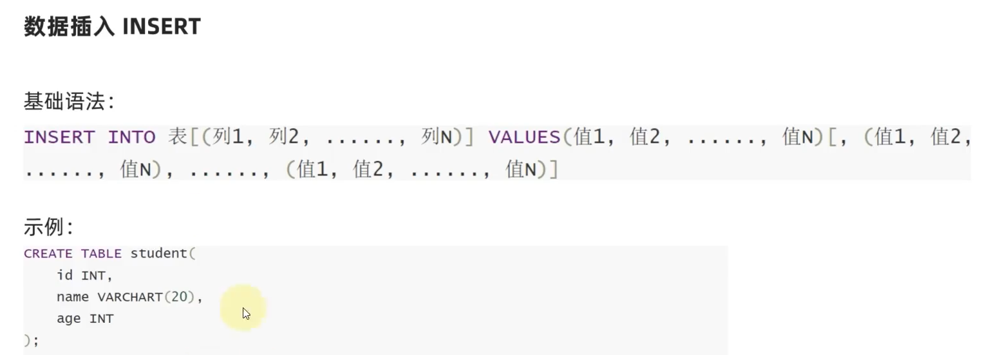 数据插入 INSERT
基础语法：
INSERT INTO 表[(列1, 列2, ......, 列N)] VALUES(值1, 值2, ......, 值N)[, (值1, 值2,
......, 值N), ......, (值1, 值2, ......, 值N)]
示例：
CREATE TABLE student(
id INT,
name VARCHART(20),
age INT
);